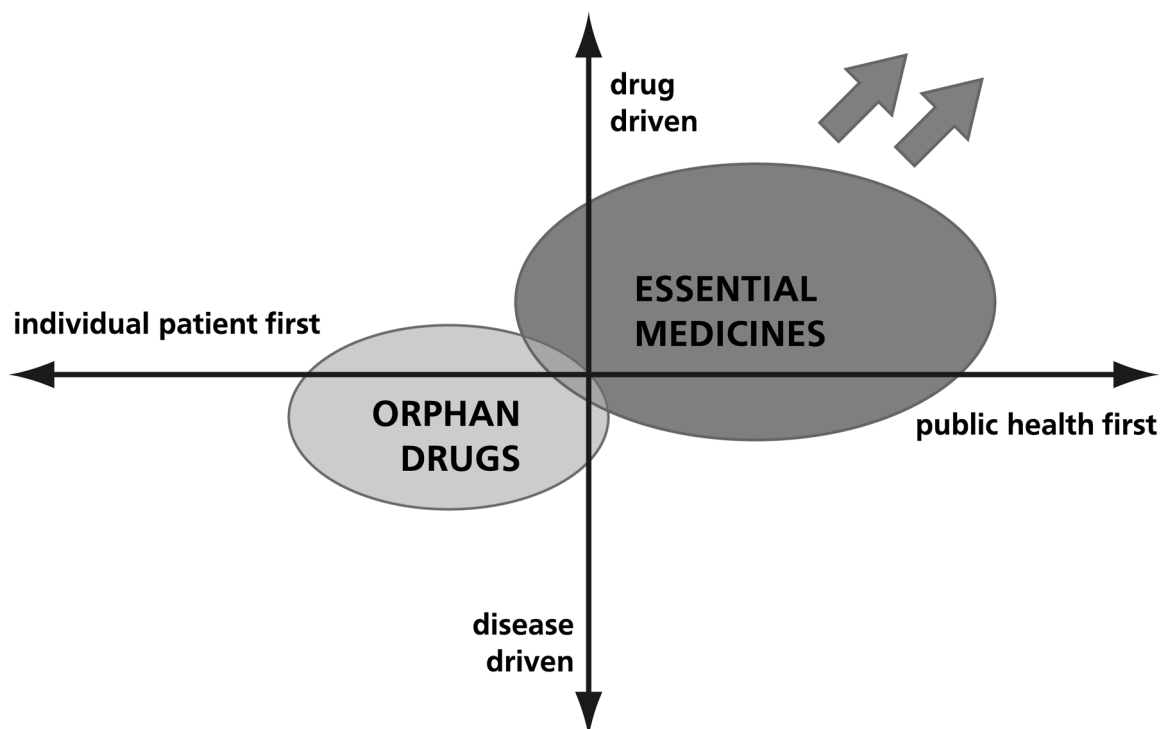 drug
driven
ESSENTIAL
MEDICINES
individual patient first
ORPHAN
DRUGS
public health first
disease
driven